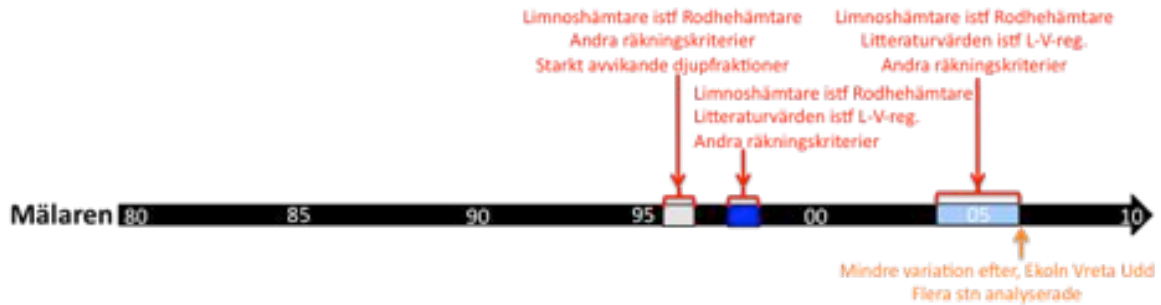 Limnoshämtare istf Rodhehämtare
Andra räkningskriterier
Starkt avvikande djupfraktioner
Limnoshämtare istf Rodhehämtare
Litteraturvärden istf L-V-reg.
Andra räkningskriterier
Limnoshämtare istf Rodhehämtare
Litteraturvärden istf L-V-reg.
Andra räkningskriterier
Mälaren 80 85 90 95 00 05 10
Mindre variation efter, Ekoln Vreta Udd
Flera stn analyserade